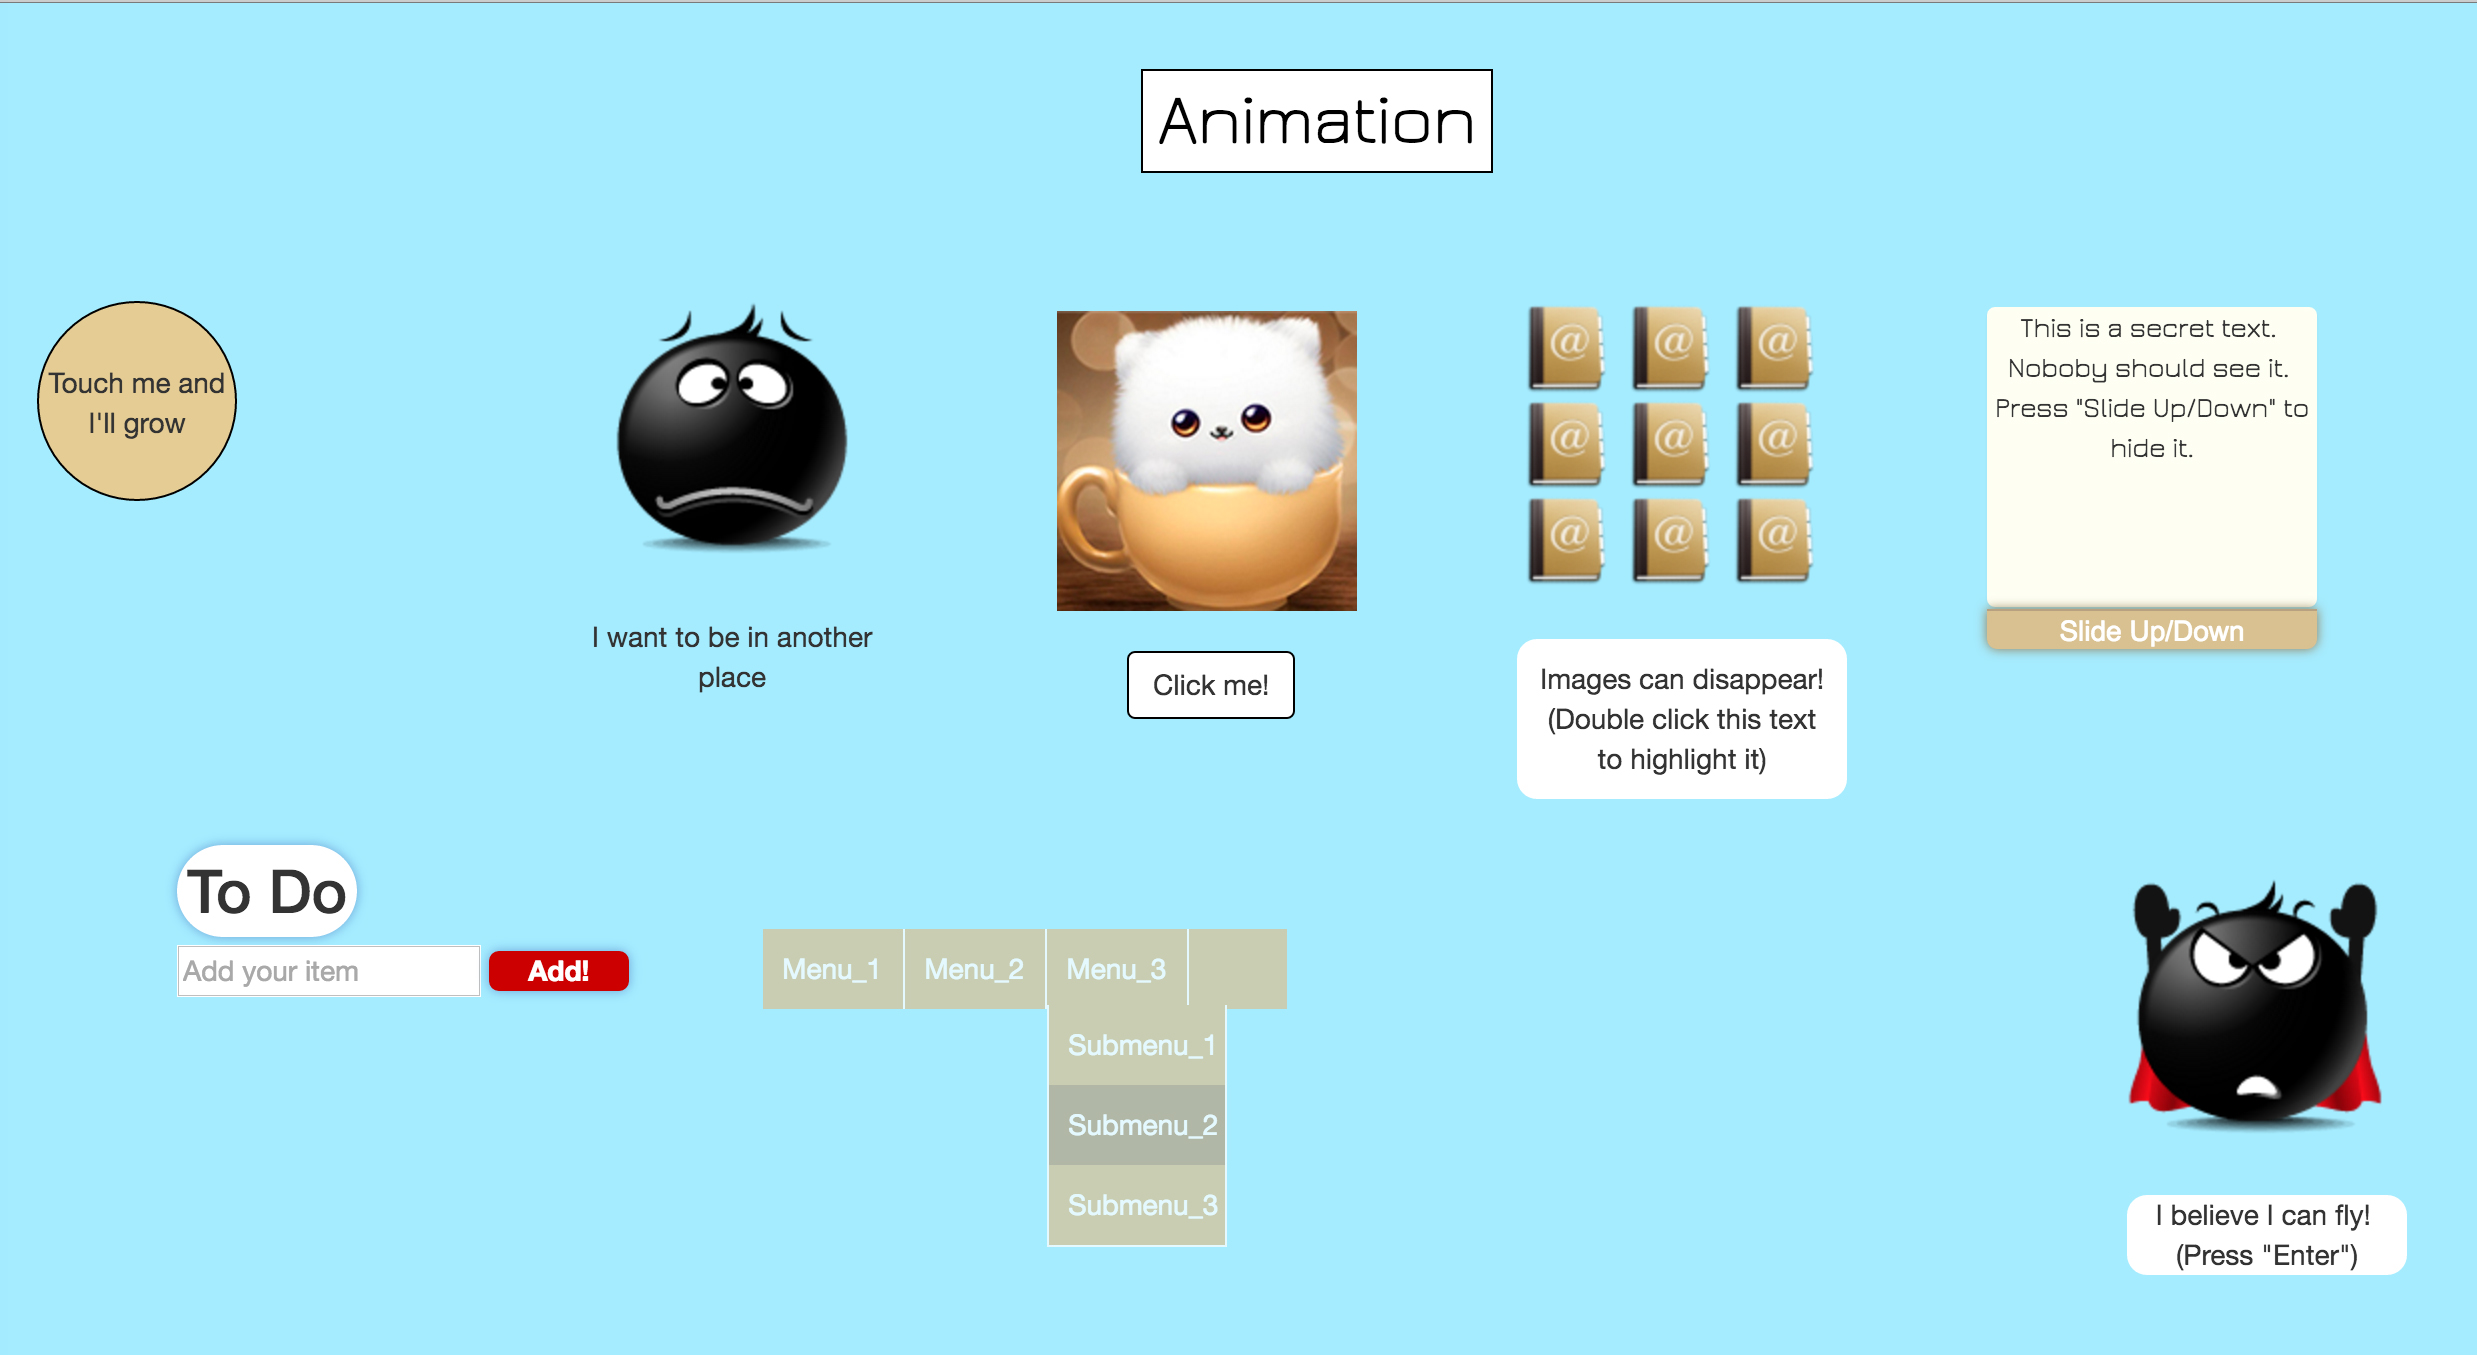 Animation
Touch me and
I'll grow
I want to be in another
place
Click me!
@ @ @
@ @ @
@ @ @
Images can disappear!
(Double click this text
to highlight it)
This is a secret text.
Noboby should see it.
Press "Slide Up/Down" to
hide it.
Slide Up/Down
To Do
Add your item
Add!
Menu_1 Menu_2 Menu_3
Submenu_1
Submenu_2
Submenu_3
I believe I can fly!
(Press "Enter")